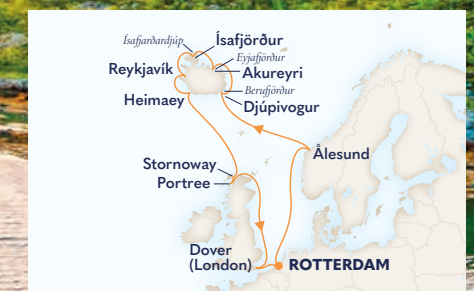 Ísafjarðardjúp
Ísafjörður
Eyjafjörður
Reykjavík
Akureyri
Berufjörður
Heimaey
Djúpivogur
Ålesund
Stornoway
Portree
Dover
(London)
ROTTERDAM